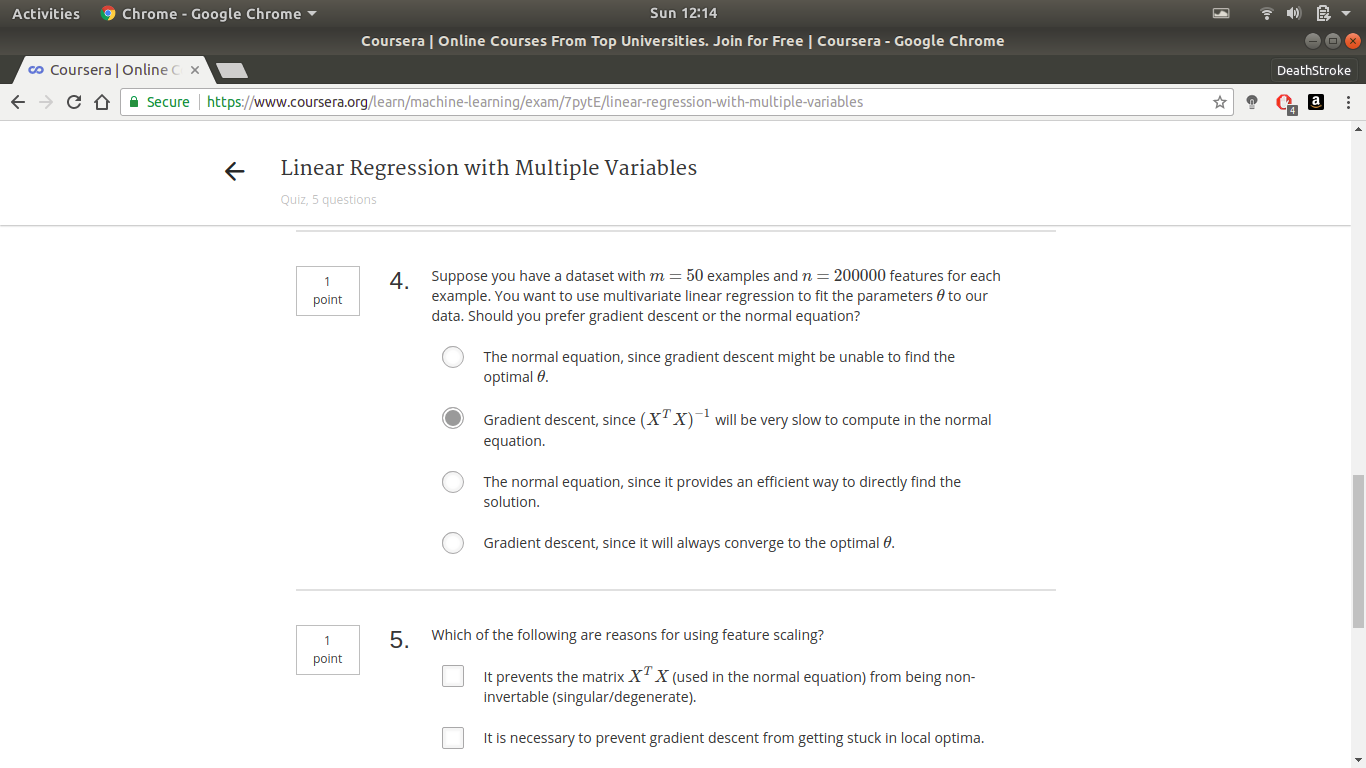 Activities Chrome - Google Chrome Sun 12:14
Coursera | Online Courses From Top Universities. Join for Free | Coursera - Google Chrome
Coursera | Online C DeathStroke
Secure https://www.coursera.org/learn/machine-learning/exam/7pytE/linear-regression-with-multiple-variables 4 a
Linear Regression with Multiple Variables
Quiz, 5 questions
1
point
4.
Suppose you have a dataset with m = 50 examples and n = 200000 features for each
example. You want to use multivariate linear regression to fit the parameters θ to our
data. Should you prefer gradient descent or the normal equation?
The normal equation, since gradient descent might be unable to find the
optimal θ.
Gradient descent, since (X^T X)^−1 will be very slow to compute in the normal
equation.
The normal equation, since it provides an efficient way to directly find the
solution.
Gradient descent, since it will always converge to the optimal θ.
1
point
5.
Which of the following are reasons for using feature scaling?
It prevents the matrix X^T X (used in the normal equation) from being non-
invertable (singular/degenerate).
It is necessary to prevent gradient descent from getting stuck in local optima.